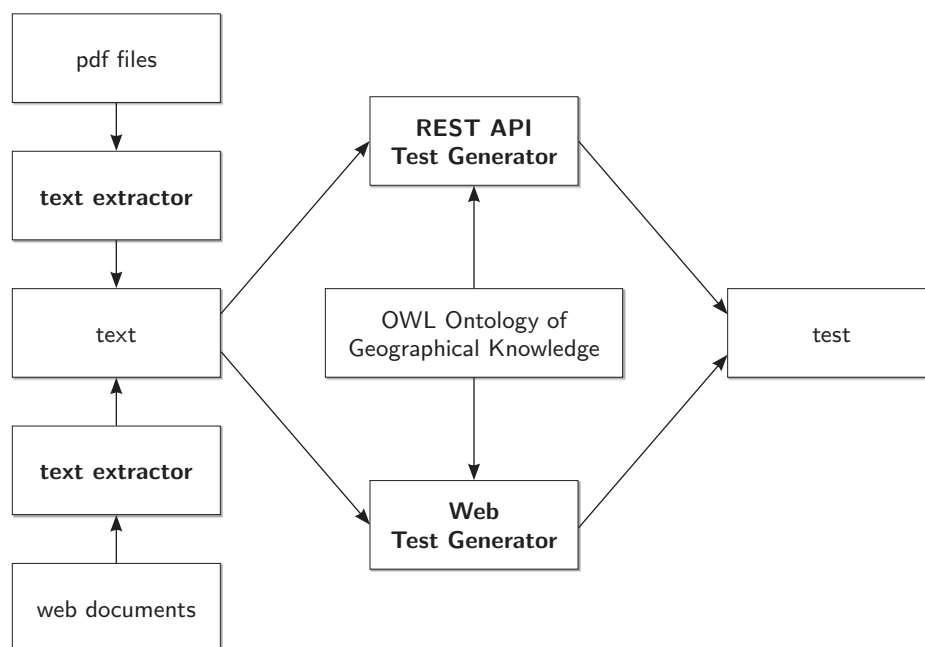 pdf files
text extractor
text
text extractor
web documents
REST API
Test Generator
OWL Ontology of
Geographical Knowledge
Web
Test Generator
test